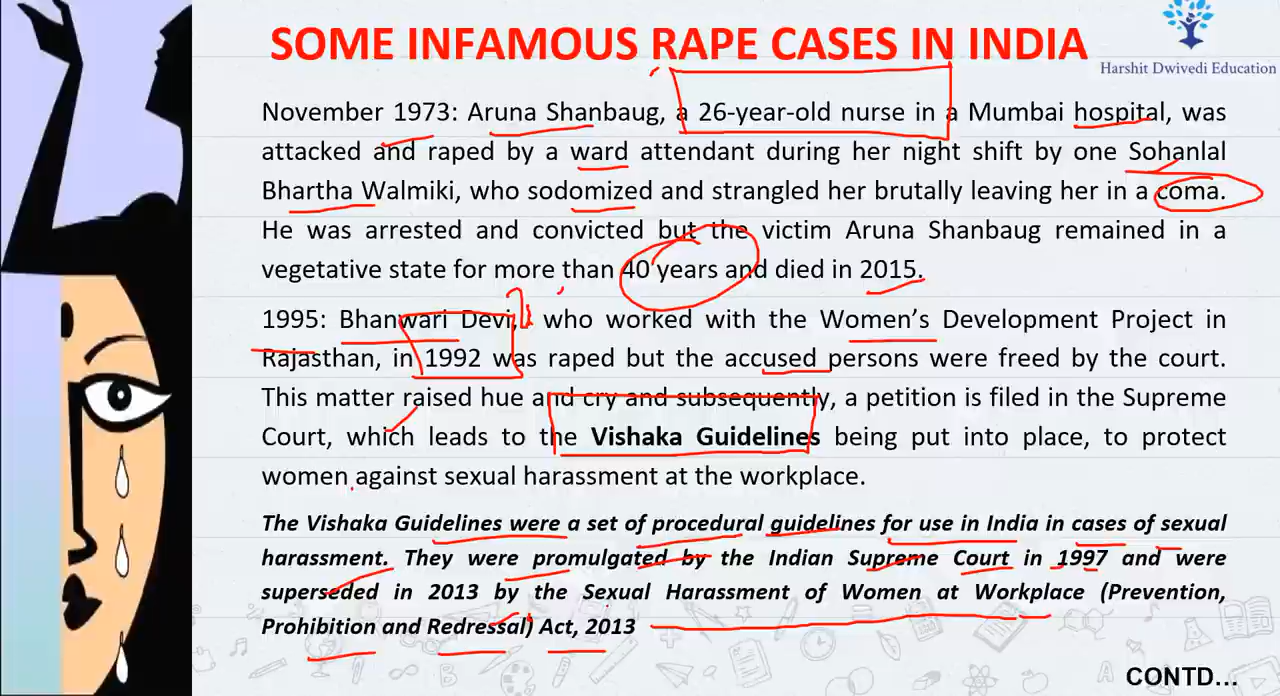 SOME INFAMOUS RAPE CASES IN INDIA
Harshit Dwivedi Education
November 1973: Aruna Shanbaug, a 26-year-old nurse in a Mumbai hospital, was
attacked and raped by a ward attendant during her night shift by one Sohanlal
Bhartha Walmiki, who sodomized and strangled her brutally leaving her in a coma.
He was arrested and convicted but the victim Aruna Shanbaug remained in a
vegetative state for more than 40 years and died in 2015.
1995: Bhanwari Devi, who worked with the Women's Development Project in
Rajasthan, in 1992 was raped but the accused persons were freed by the court.
This matter raised hue and cry and subsequently, a petition is filed in the Supreme
Court, which leads to the Vishaka Guidelines being put into place, to protect
women against sexual harassment at the workplace.
The Vishaka Guidelines were a set of procedural guidelines for use in India in cases of sexual
harassment. They were promulgated by the Indian Supreme Court in 1997 and were
superseded in 2013 by the Sexual Harassment of Women at Workplace (Prevention,
Prohibition and Redressal) Act, 2013
CONTD...